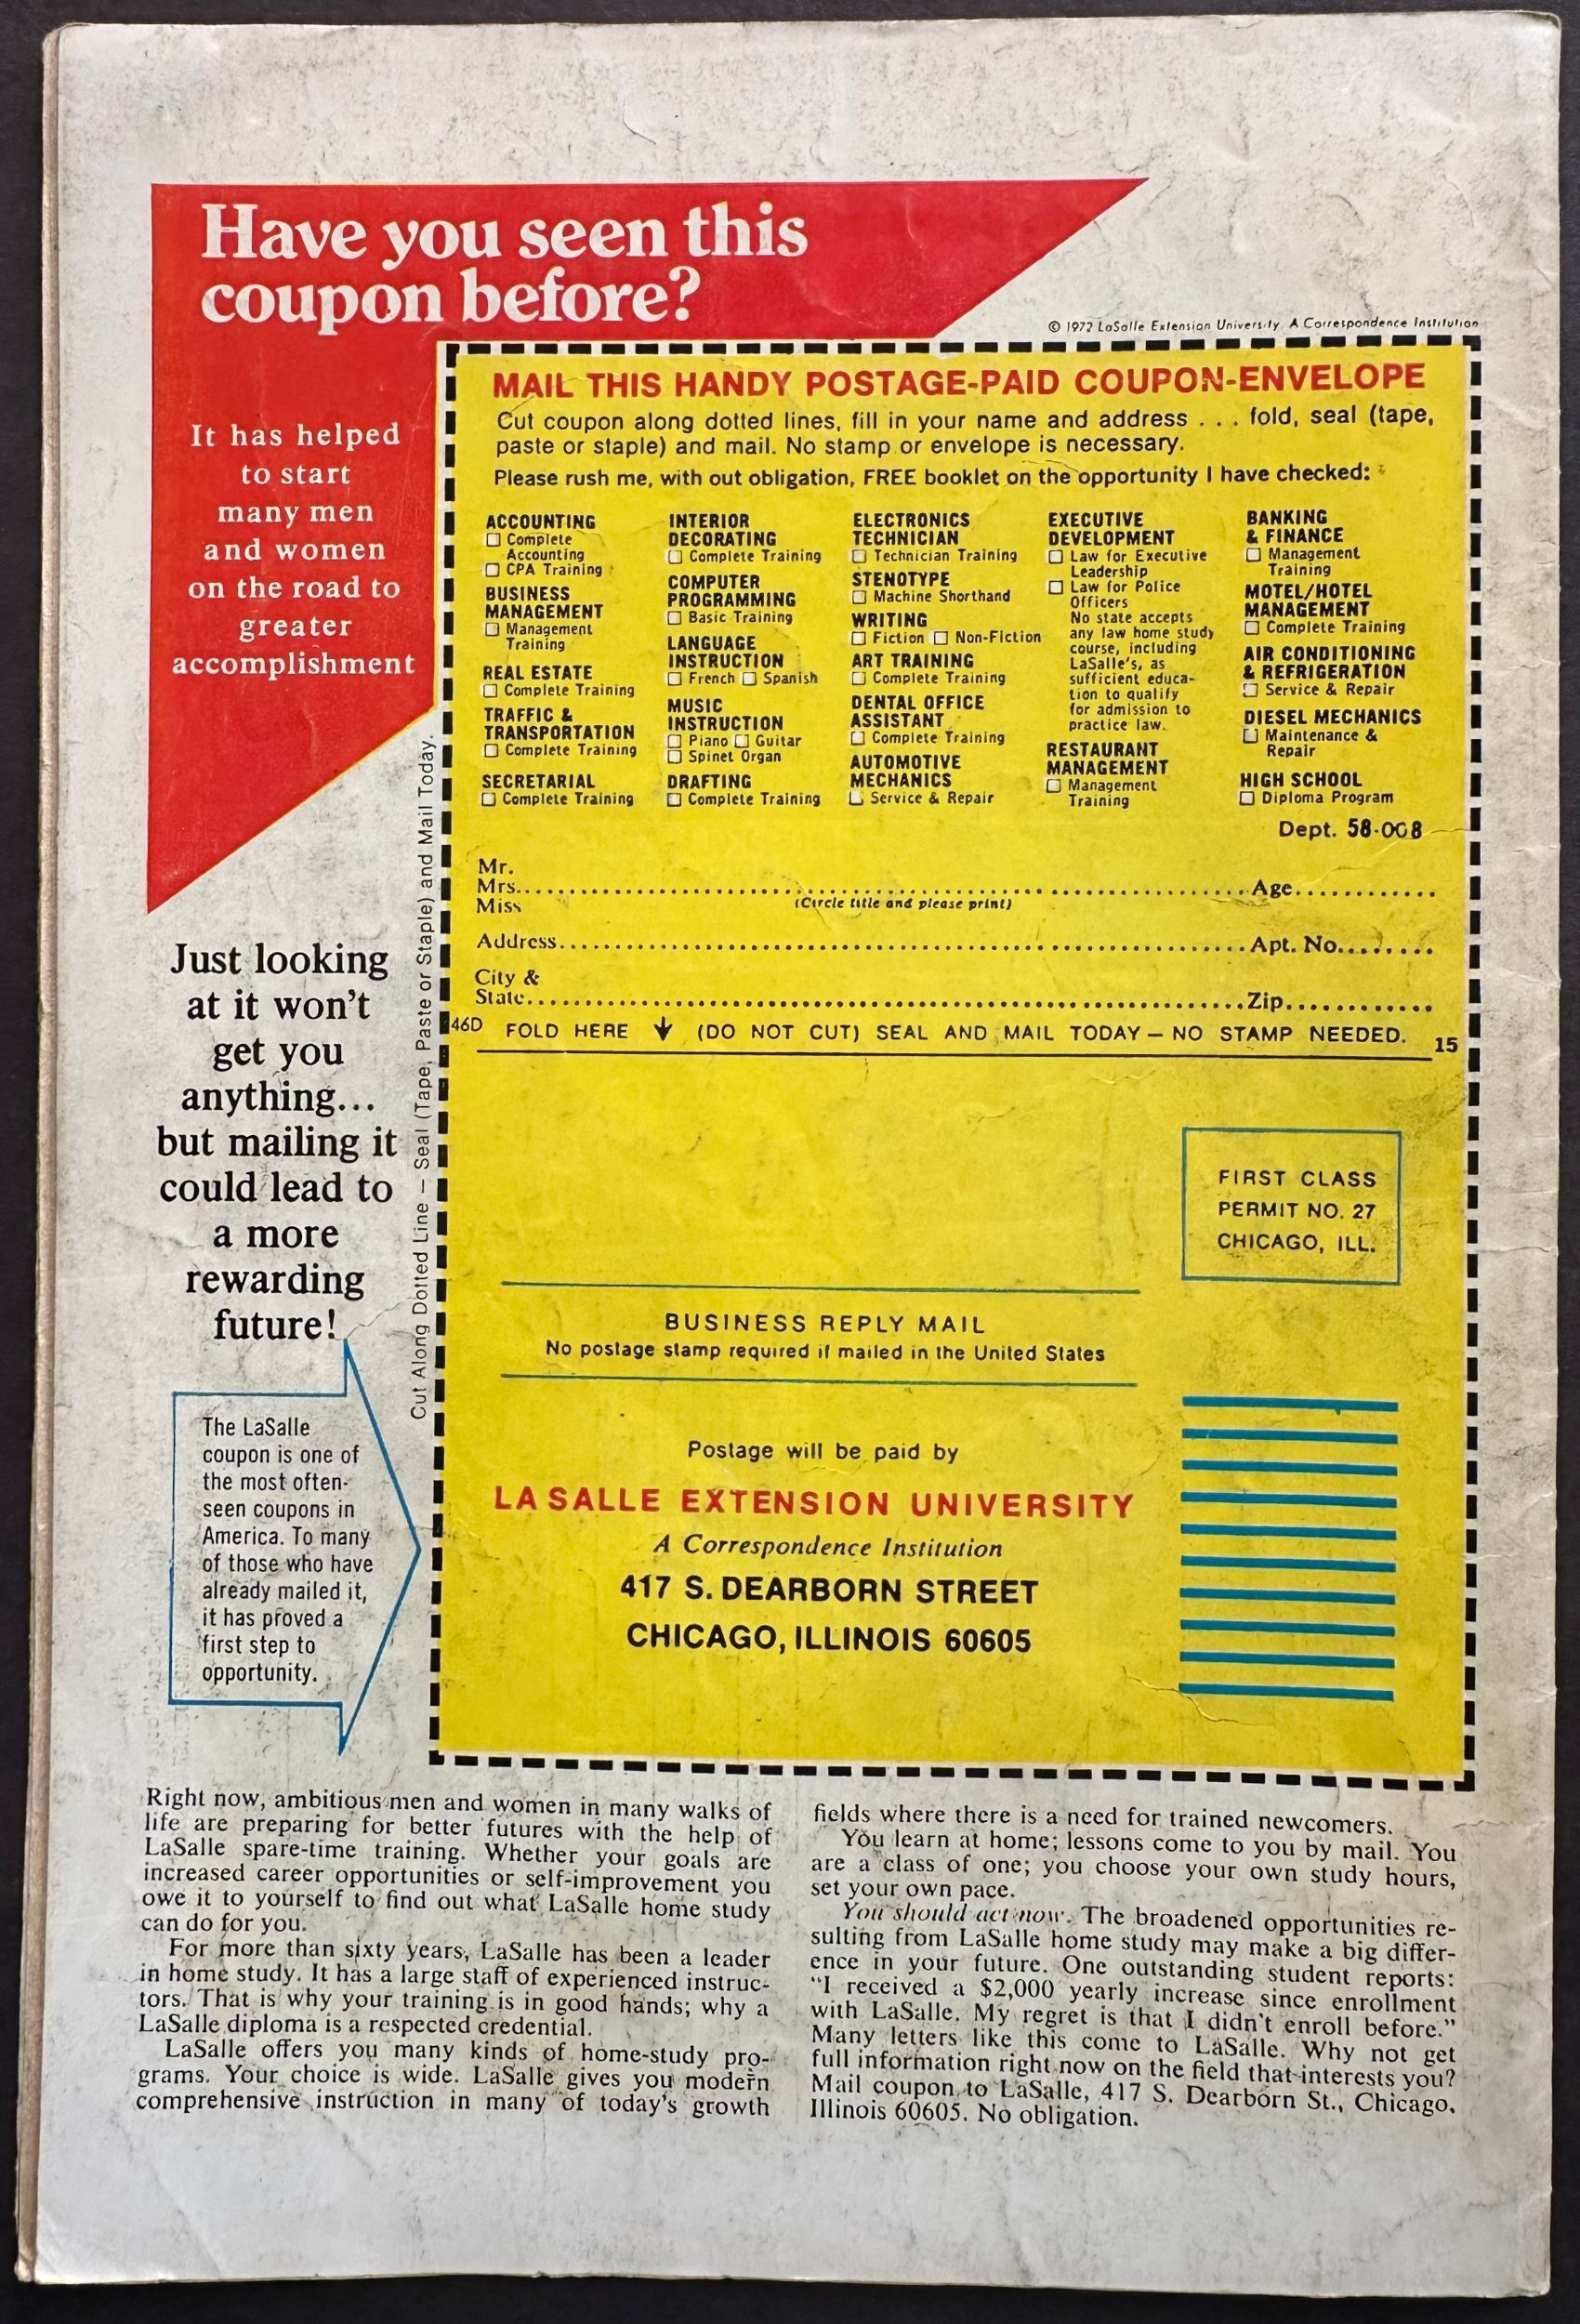 Have you seen this
coupon before?
© 1972 LaSalle Extension University A Correspondence Institution
It has helped
to start
many men
and women
on the road to
greater
accomplishment
Just looking
at it won't
get you
anything...
but mailing it
could lead to
a more
rewarding
future!
The LaSalle
coupon is one of
the most often-
seen coupons in
America. To many
of those who have
already mailed it,
it has proved a
first step to
opportunity.
Cut Along Dotted Line – Seal (Tape, Paste or Staple) and Mail Today.
MAIL THIS HANDY POSTAGE-PAID COUPON-ENVELOPE
Cut coupon along dotted lines, fill in your name and address . . . fold, seal (tape,
paste or staple) and mail. No stamp or envelope is necessary.
Please rush me, with out obligation, FREE booklet on the opportunity I have checked:
ACCOUNTING
☐ Complete
Accounting
☐ CPA Training
BUSINESS
MANAGEMENT
☐ Management
Training
REAL ESTATE
☐ Complete Training
TRAFFIC &
TRANSPORTATION
☐ Complete Training
SECRETARIAL
☐ Complete Training
INTERIOR
DECORATING
☐ Complete Training
COMPUTER
PROGRAMMING
☐ Basic Training
LANGUAGE
INSTRUCTION
☐ French ☐ Spanish
MUSIC
INSTRUCTION
☐ Piano ☐ Guitar
☐ Spinet Organ
DRAFTING
☐ Complete Training
ELECTRONICS
TECHNICIAN
☐ Technician Training
STENOTYPE
☐ Machine Shorthand
WRITING
☐ Fiction ☐ Non-Fiction
ART TRAINING
☐ Complete Training
DENTAL OFFICE
ASSISTANT
☐ Complete Training
AUTOMOTIVE
MECHANICS
☐ Service & Repair
EXECUTIVE
DEVELOPMENT
☐ Law for Executive
Leadership
☐ Law for Police
Officers
No state accepts
any law home study
course, including
LaSalle's, as
sufficient educa-
tion to qualify
for admission to
practice law.
RESTAURANT
MANAGEMENT
☐ Management
Training
BANKING
& FINANCE
☐ Management
Training
MOTEL/HOTEL
MANAGEMENT
☐ Complete Training
AIR CONDITIONING
& REFRIGERATION
☐ Service & Repair
DIESEL MECHANICS
☐ Maintenance &
Repair
HIGH SCHOOL
☐ Diploma Program
Dept. 58-008
Mr.
Mrs. Age
Miss (Circle title and please print)
Address Apt. No.
City &
State Zip
46D FOLD HERE ↓ (DO NOT CUT) SEAL AND MAIL TODAY – NO STAMP NEEDED. 15
FIRST CLASS
PERMIT NO. 27
CHICAGO, ILL.
BUSINESS REPLY MAIL
No postage stamp required if mailed in the United States
Postage will be paid by
LA SALLE EXTENSION UNIVERSITY
A Correspondence Institution
417 S. DEARBORN STREET
CHICAGO, ILLINOIS 60605
Right now, ambitious men and women in many walks of
life are preparing for better futures with the help of
LaSalle spare-time training. Whether your goals are
increased career opportunities or self-improvement you
owe it to yourself to find out what LaSalle home study
can do for you.
For more than sixty years, LaSalle has been a leader
in home study. It has a large staff of experienced instruc-
tors. That is why your training is in good hands; why a
LaSalle diploma is a respected credential.
LaSalle offers you many kinds of home-study pro-
grams. Your choice is wide. LaSalle gives you modern
comprehensive instruction in many of today's growth
fields where there is a need for trained newcomers.
You learn at home; lessons come to you by mail. You
are a class of one; you choose your own study hours,
set your own pace.
You should act now. The broadened opportunities re-
sulting from LaSalle home study may make a big differ-
ence in your future. One outstanding student reports:
"I received a $2,000 yearly increase since enrollment
with LaSalle. My regret is that I didn't enroll before."
Many letters like this come to LaSalle. Why not get
full information right now on the field that interests you?
Mail coupon to LaSalle, 417 S. Dearborn St., Chicago,
Illinois 60605. No obligation.